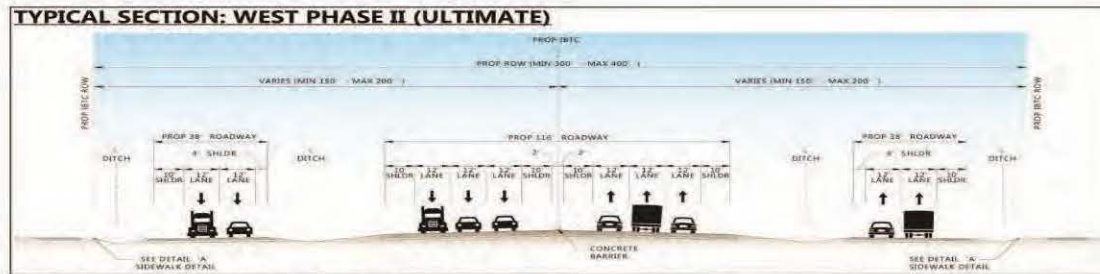 TYPICAL SECTION: WEST PHASE II (ULTIMATE)
PROP IBTC
PROP ROW (MIN 300' - MAX 400')
VARIES (MIN 150' - MAX 200')
VARIES (MIN 150' - MAX 200')
PROP IBTC ROW
PROP IBTC ROW
PROP 38' ROADWAY
PROP 116' ROADWAY
PROP 38' ROADWAY
4' SHLDR
2'
2'
4' SHLDR
DITCH
DITCH
DITCH
DITCH
10' SHLDR
12' LANE
12' LANE
10' SHLDR
12' LANE
12' LANE
12' LANE
10' SHLDR
10' SHLDR
12' LANE
12' LANE
12' LANE
10' SHLDR
12' LANE
12' LANE
10' SHLDR
SEE DETAIL 'A'
SIDEWALK DETAIL
CONCRETE
BARRIER
SEE DETAIL 'A'
SIDEWALK DETAIL